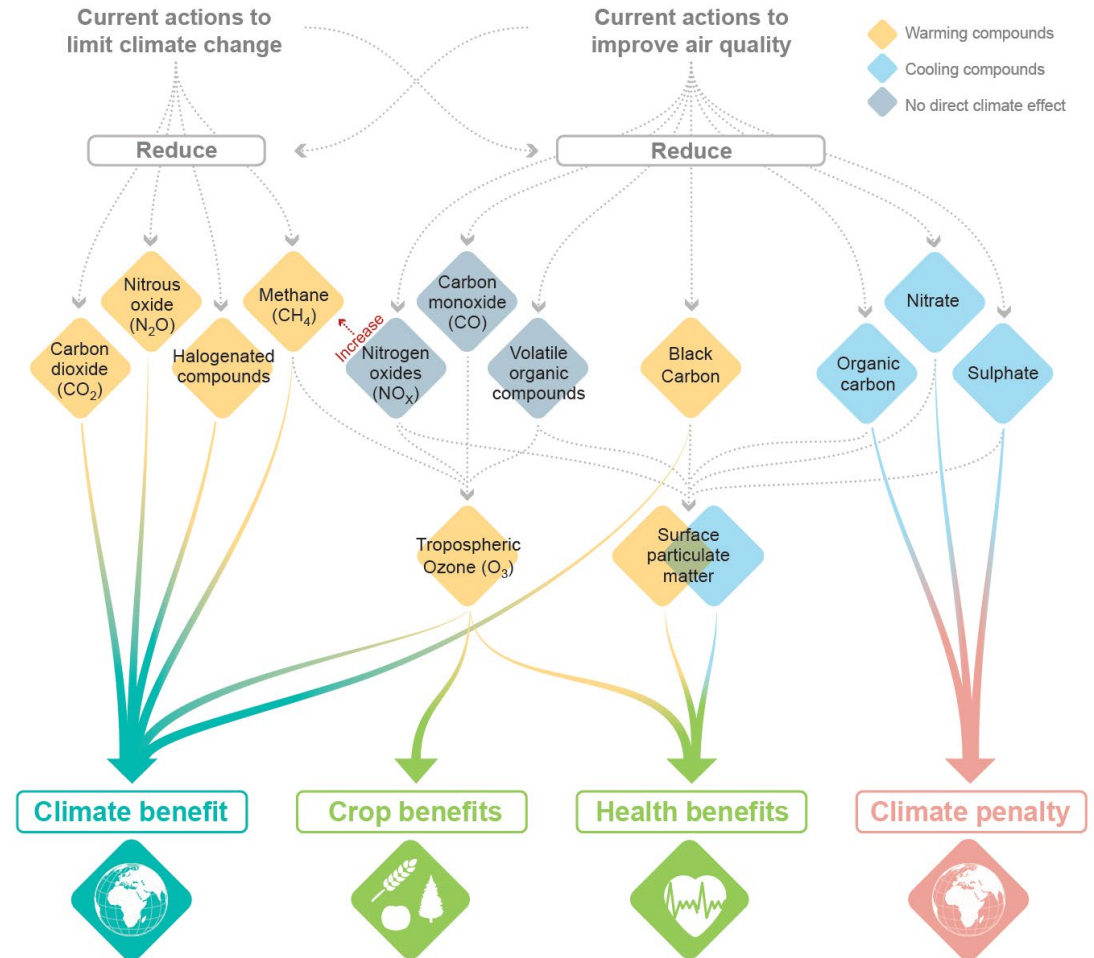 Current actions to
limit climate change
Current actions to
improve air quality
Warming compounds
Cooling compounds
No direct climate effect
Reduce
Reduce
Nitrous
oxide
(N₂O)
Methane
(CH₄)
Carbon
monoxide
(CO)
Nitrate
Increase
Carbon
dioxide
(CO₂)
Halogenated
compounds
Nitrogen
oxides
(NOₓ)
Volatile
organic
compounds
Black
Carbon
Organic
carbon
Sulphate
Tropospheric
Ozone (O₃)
Surface
particulate
matter
Climate benefit
Crop benefits
Health benefits
Climate penalty